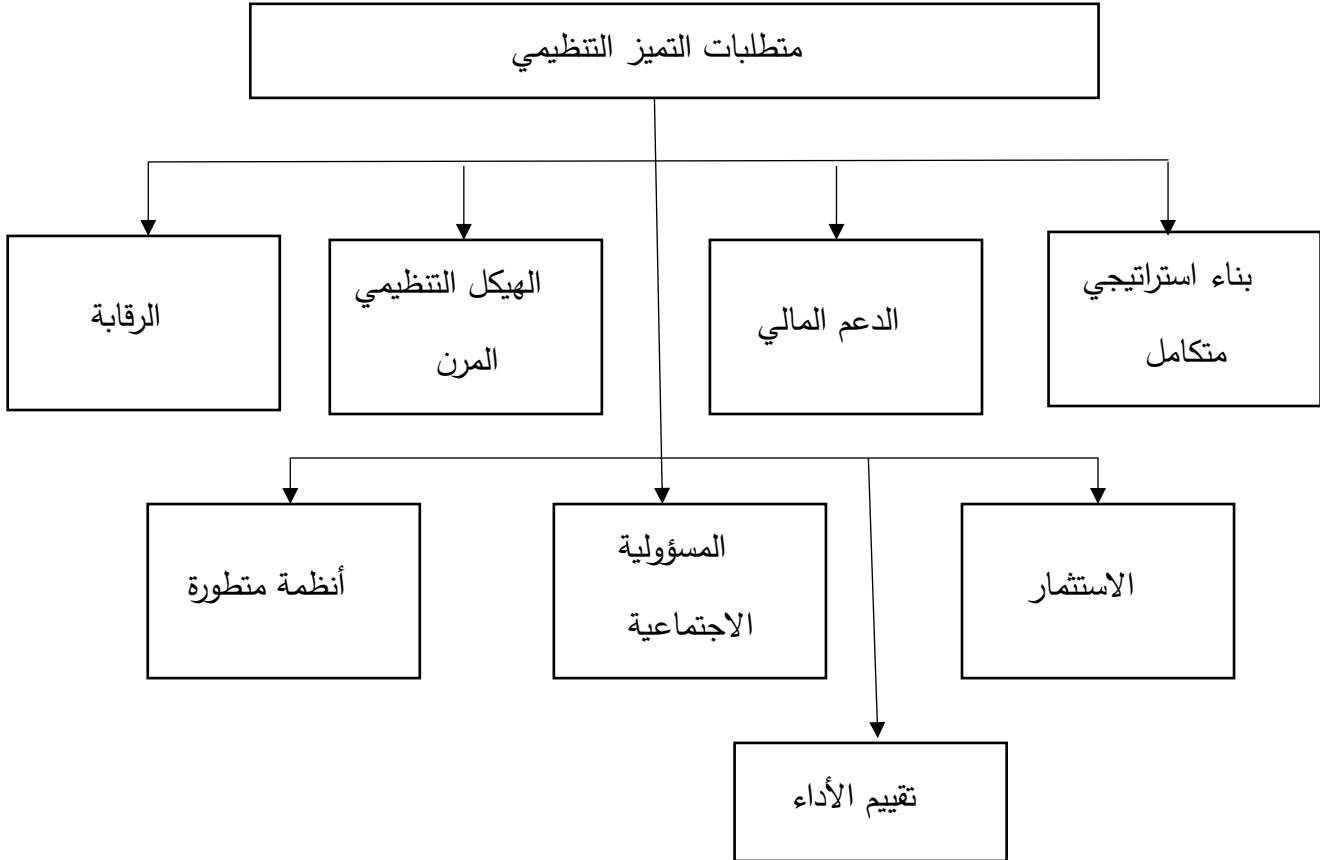 متطلبات التميز التنظيمي
بناء استراتيجي
متكامل
الدعم المالي
الهيكل التنظيمي
المرن
الرقابة
الاستثمار
المسؤولية
الاجتماعية
أنظمة متطورة
تقييم الأداء